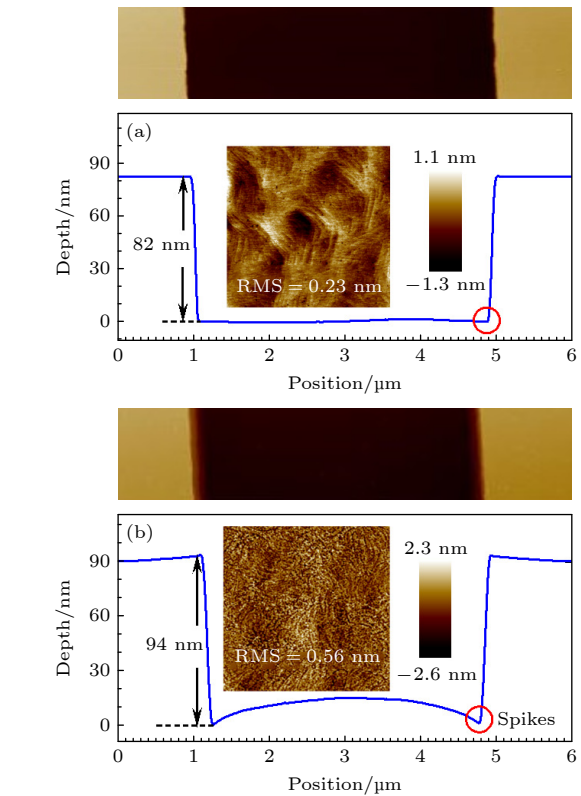 (a)
1.1 nm
90
60
82 nm
30
RMS = 0.23 nm
−1.3 nm
0
Depth/nm
0 1 2 3 4 5 6
Position/µm
(b)
2.3 nm
90
60
94 nm
30
RMS = 0.56 nm
−2.6 nm
Spikes
0
Depth/nm
0 1 2 3 4 5 6
Position/µm